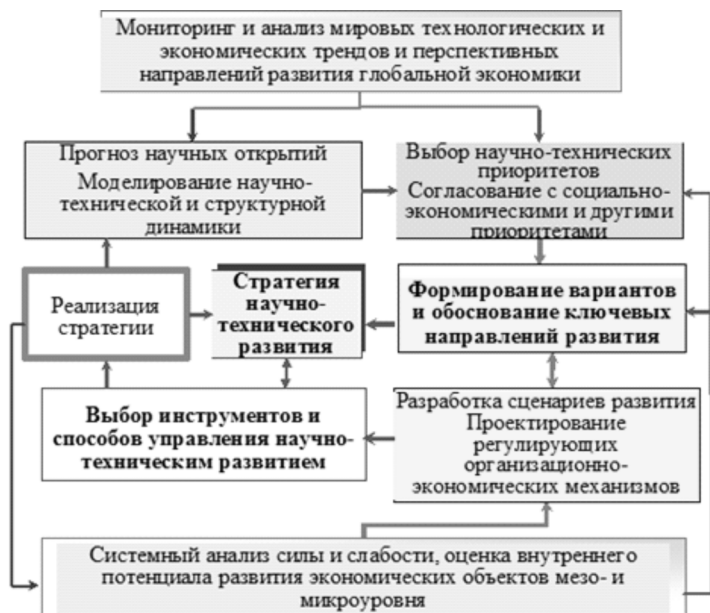 Мониторинг и анализ мировых технологических и
экономических трендов и перспективных
направлений развития глобальной экономики
Прогноз научных открытий
Моделирование научно-
технической и структурной
динамики
Выбор научно-технических
приоритетов
Согласование с социально-
экономическими и другими
приоритетами
Реализация
стратегии
Стратегия
научно-
технического
развития
Формирование вариантов
и обоснование ключевых
направлений развития
Выбор инструментов и
способов управления научно-
техническим развитием
Разработка сценариев развития
Проектирование
регулирующих
организационно-
экономических механизмов
Системный анализ силы и слабости, оценка внутреннего
потенциала развития экономических объектов мезо- и
микроуровня